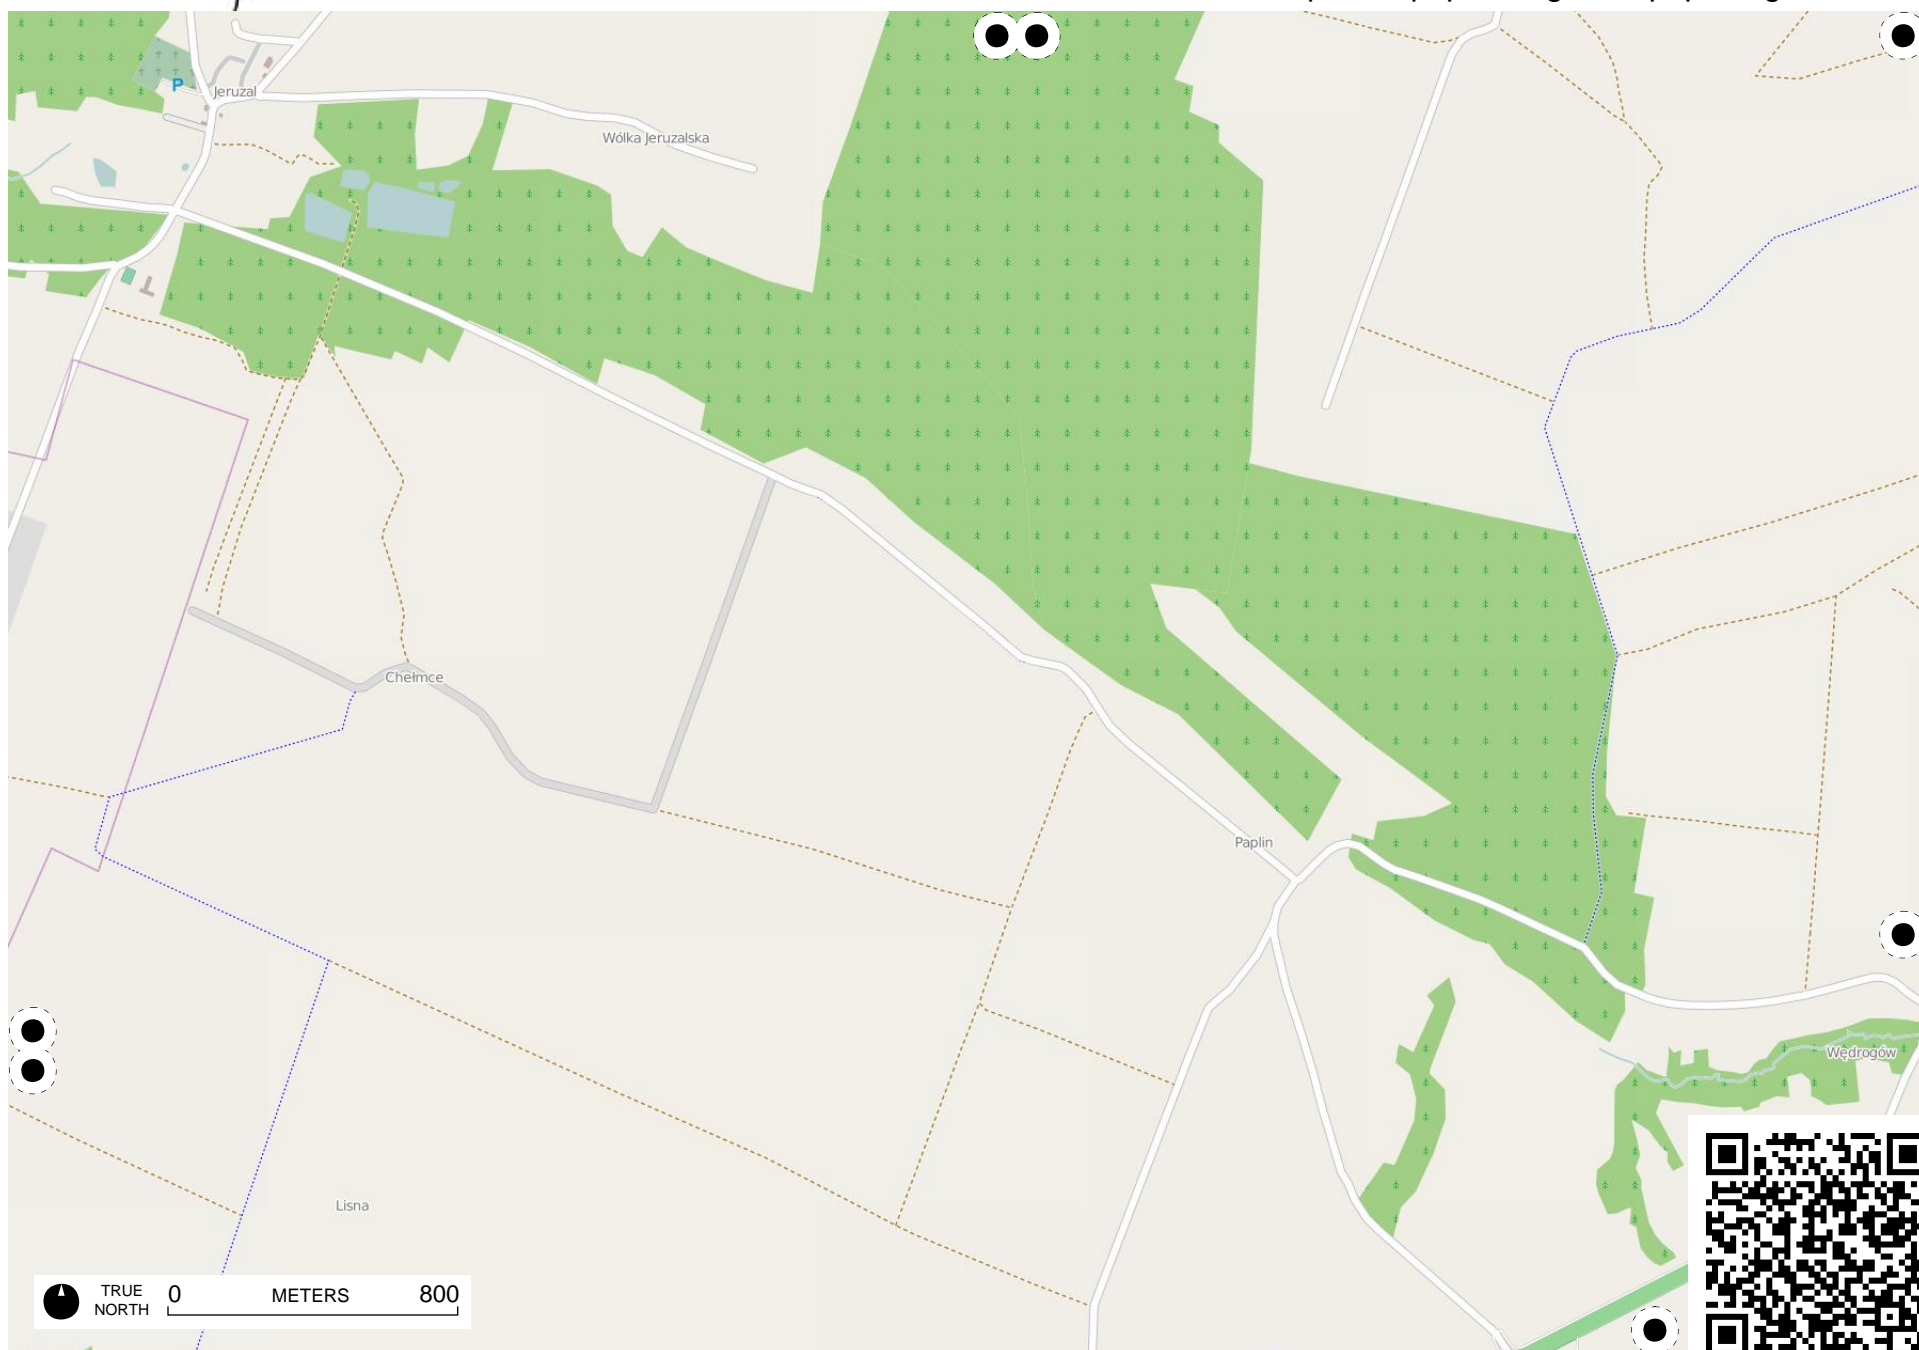 P
Jeruzal
Wólka Jeruzalska
Chełmce
Paplin
Wędrogów
Lisna
TRUE
NORTH
0 METERS 800